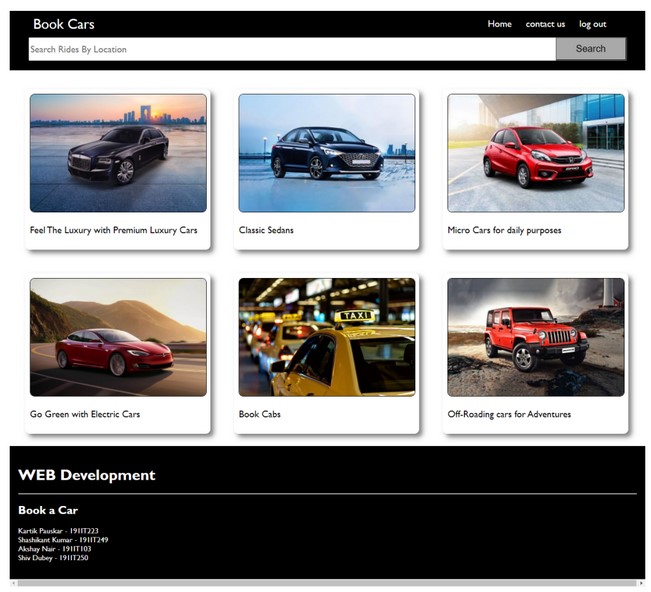 Book Cars
Home contact us log out
Search Rides By Location
Search
Feel The Luxury with Premium Luxury Cars
Classic Sedans
Micro Cars for daily purposes
TAXI
Go Green with Electric Cars
Book Cabs
Off-Roading cars for Adventures
WEB Development
Book a Car
Kartik Pauskar - 191IT223
Shashikant Kumar - 191IT249
Akshay Nair - 191IT103
Shiv Dubey - 191IT250